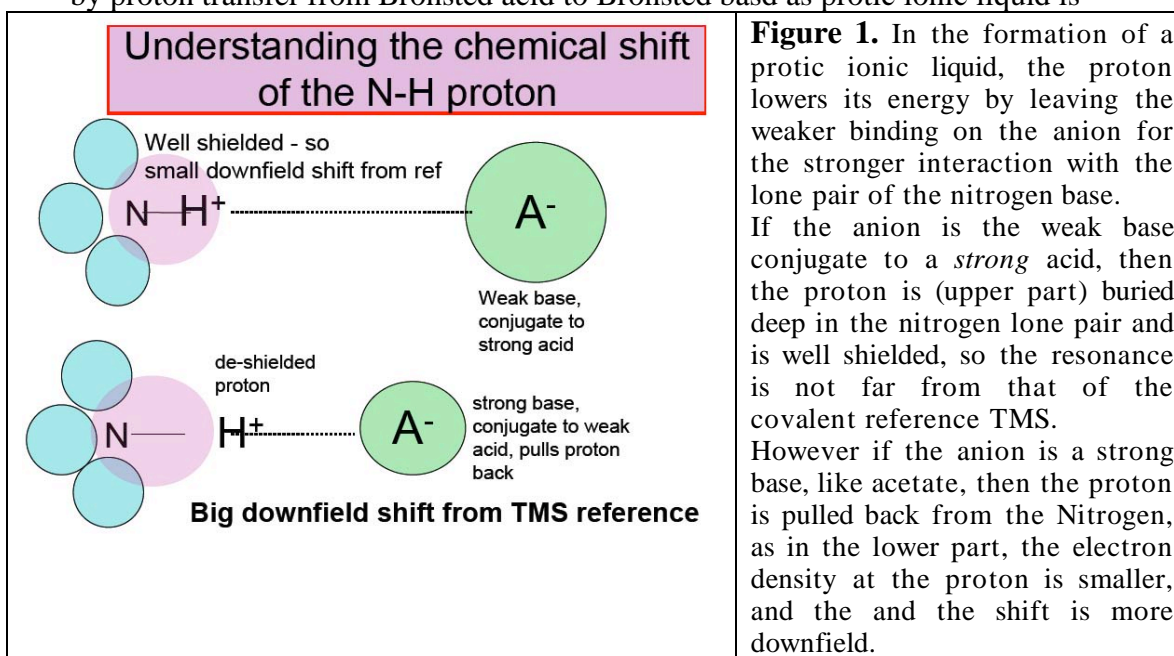 by proton transfer from Bronsted acid to Bronsted basd as protic ionic liquid is
Understanding the chemical shift
of the N-H proton
Well shielded - so
small downfield shift from ref
N H+
A-
Weak base,
conjugate to
strong acid
de-shielded
proton
N H+
A-
strong base,
conjugate to weak
acid, pulls proton
back
Big downfield shift from TMS reference
Figure 1. In the formation of a
protic ionic liquid, the proton
lowers its energy by leaving the
weaker binding on the anion for
the stronger interaction with the
lone pair of the nitrogen base.
If the anion is the weak base
conjugate to a strong acid, then
the proton is (upper part) buried
deep in the nitrogen lone pair and
is well shielded, so the resonance
is not far from that of the
covalent reference TMS.
However if the anion is a strong
base, like acetate, then the proton
is pulled back from the Nitrogen,
as in the lower part, the electron
density at the proton is smaller,
and the and the shift is more
downfield.